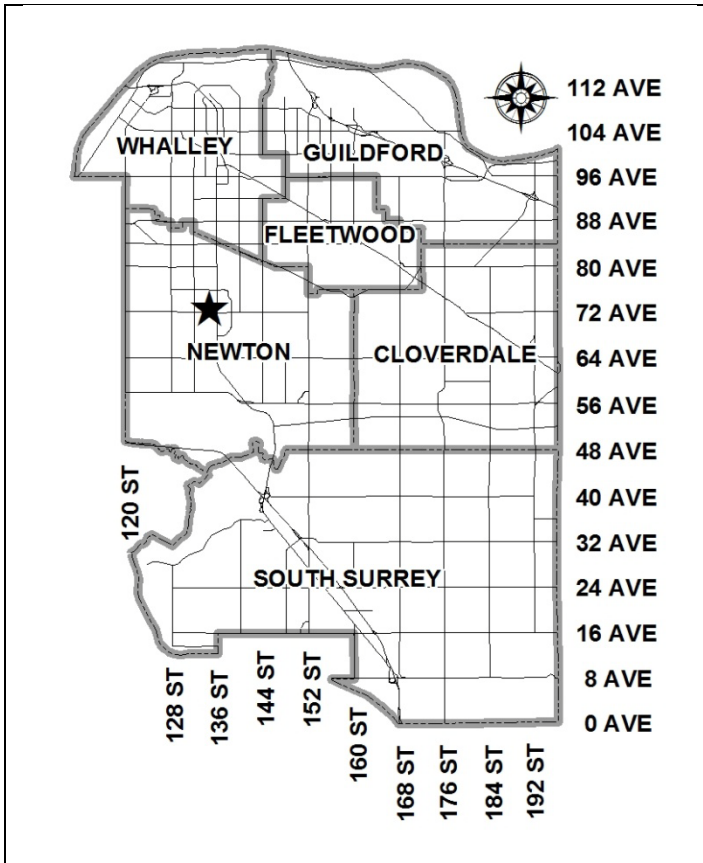 112 AVE
104 AVE
WHALLEY
GUILDFORD
96 AVE
88 AVE
FLEETWOOD
80 AVE
72 AVE
NEWTON
CLOVERDALE
64 AVE
56 AVE
48 AVE
120 ST
40 AVE
32 AVE
SOUTH SURREY
24 AVE
16 AVE
8 AVE
0 AVE
128 ST
136 ST
144 ST
152 ST
160 ST
168 ST
176 ST
184 ST
192 ST